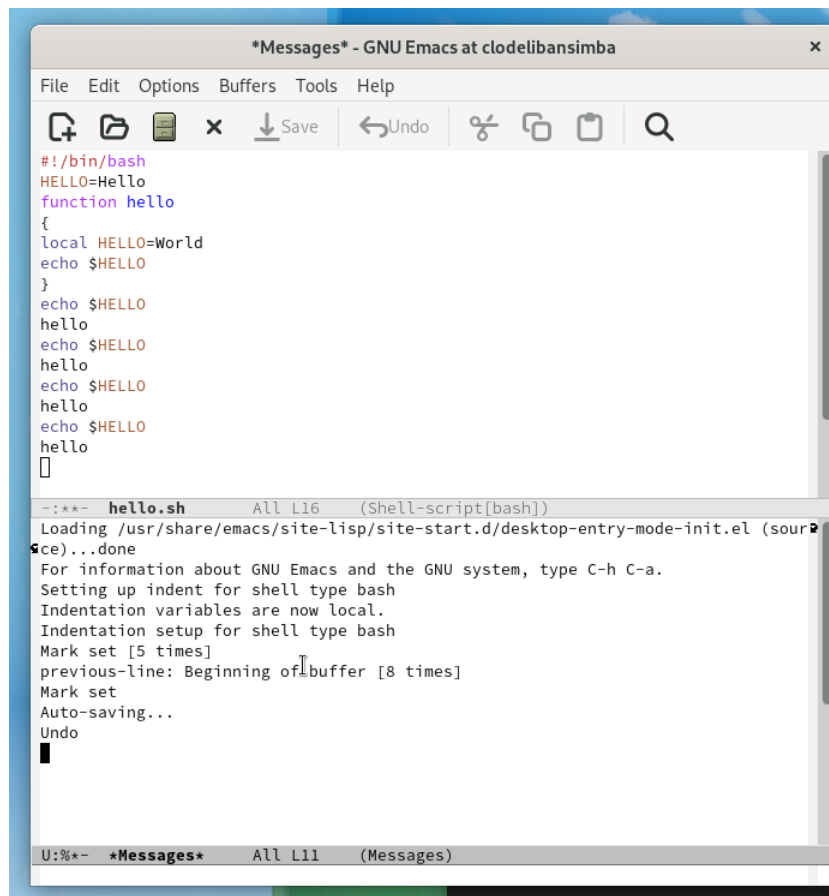 *Messages* - GNU Emacs at clodelibansimba
File Edit Options Buffers Tools Help
Save Undo
#!/bin/bash
HELLO=Hello
function hello
{
local HELLO=World
echo $HELLO
}
echo $HELLO
hello
echo $HELLO
hello
echo $HELLO
hello
echo $HELLO
hello
-:**- hello.sh All L16 (Shell-script[bash])
Loading /usr/share/emacs/site-lisp/site-start.d/desktop-entry-mode-init.el (sour
ce)...done
For information about GNU Emacs and the GNU system, type C-h C-a.
Setting up indent for shell type bash
Indentation variables are now local.
Indentation setup for shell type bash
Mark set [5 times]
previous-line: Beginning of buffer [8 times]
Mark set
Auto-saving...
Undo
U:%*- *Messages* All L11 (Messages)